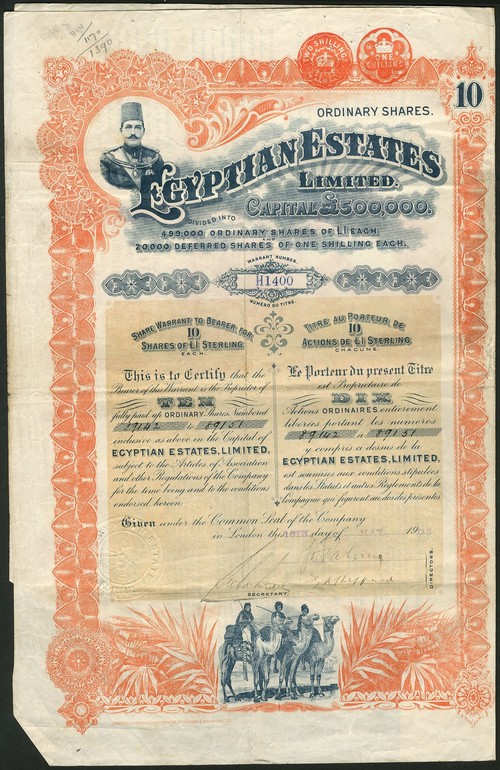 1170
1390
TWO SHILLINGS
ONE SHILLING
10
ORDINARY SHARES.
EGYPTIAN ESTATES
LIMITED.
CAPITAL £500,000.
DIVIDED INTO
499,000 ORDINARY SHARES OF £1 EACH
AND
20,000 DEFERRED SHARES OF ONE SHILLING EACH.
WARRANT NUMBER.
H1400
NUMÉRO DU TITRE.
SHARE WARRANT TO BEARER FOR
10
SHARES OF £1 STERLING
EACH.
This is to Certify that the
Bearer of this Warrant is the Proprietor of
TEN
fully paid up ORDINARY Shares Numbered
89142 to 89151
inclusive as above in the Capital of
EGYPTIAN ESTATES, LIMITED,
subject to the Articles of Association
and other Regulations of the Company
for the time being and to the conditions
endorsed hereon.
TITRE AU PORTEUR DE
10
ACTIONS DE £1 STERLING
CHACUNE.
Le Porteur du present Titre
est Proprietaire de
DIX
Actions ORDINAIRES entierement
liberees portant les numeros
89142 a 89151
y compris a dessus de la
EGYPTIAN ESTATES, LIMITED,
et soumises aux conditions stipulées
dans les Statuts et autres Reglements de la
Compagnie qui figurent au dos des presentes
Given under the Common Seal of the Company
in London the day of 19
SECRETARY
DIRECTORS.